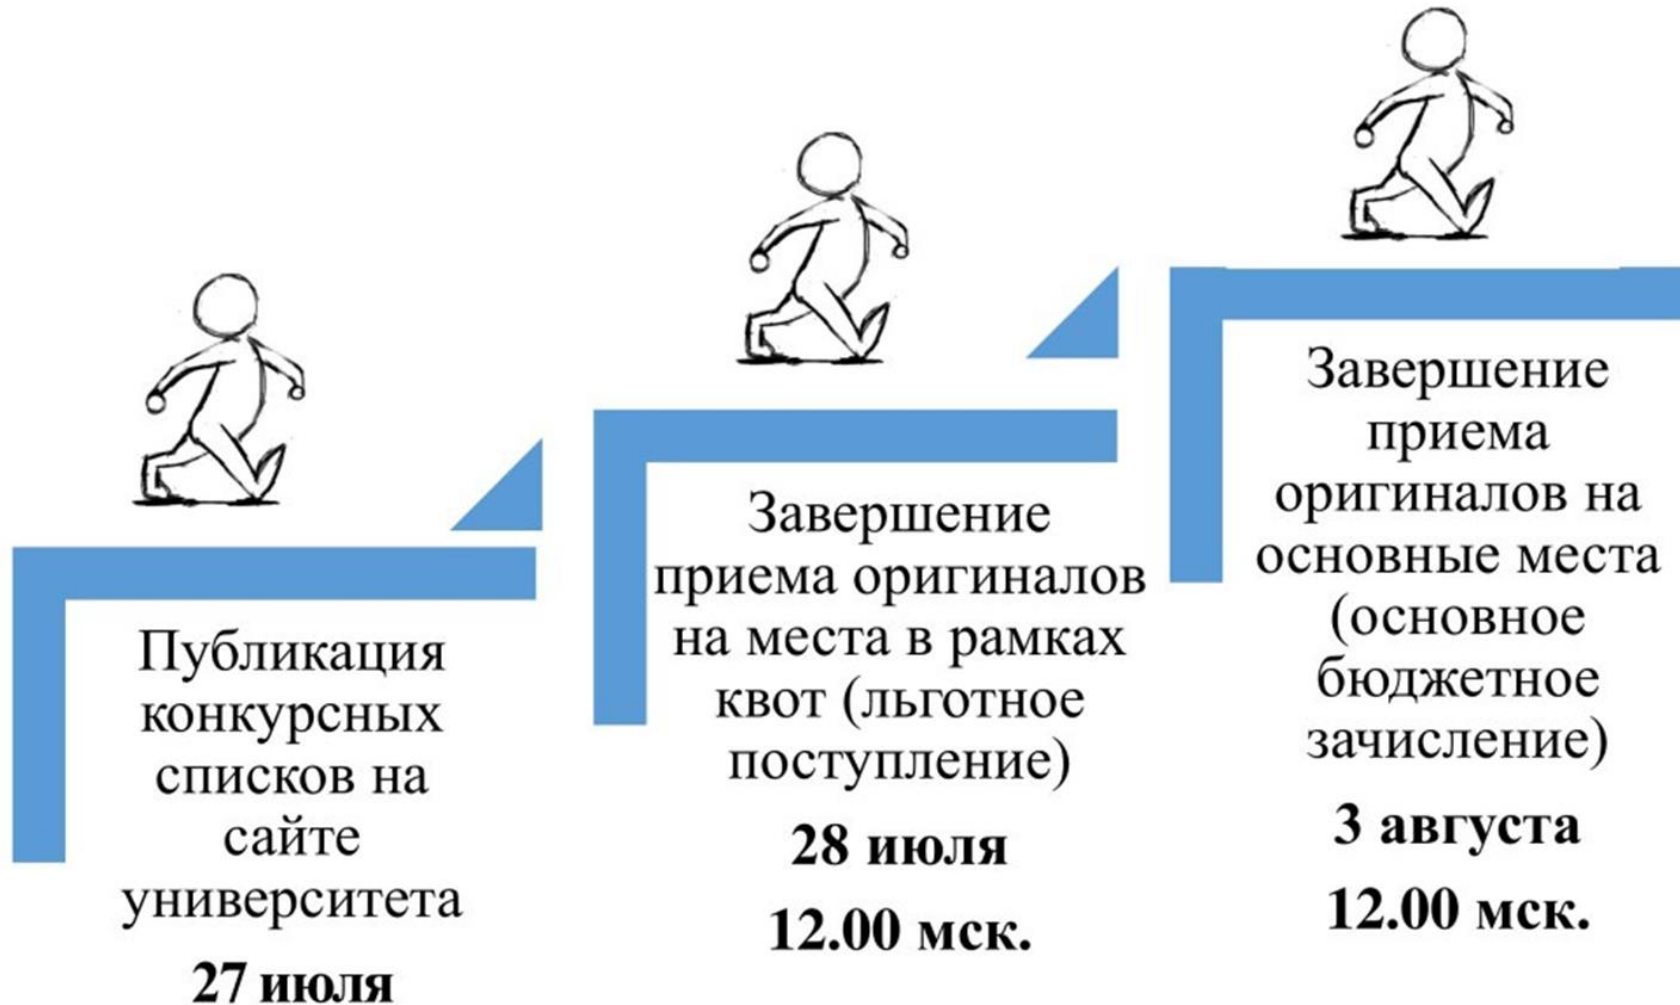 Публикация
конкурсных
списков на
сайте
университета
27 июля
Завершение
приема оригиналов
на места в рамках
квот (льготное
поступление)
28 июля
12.00 мск.
Завершение
приема
оригиналов на
основные места
(основное
бюджетное
зачисление)
3 августа
12.00 мск.